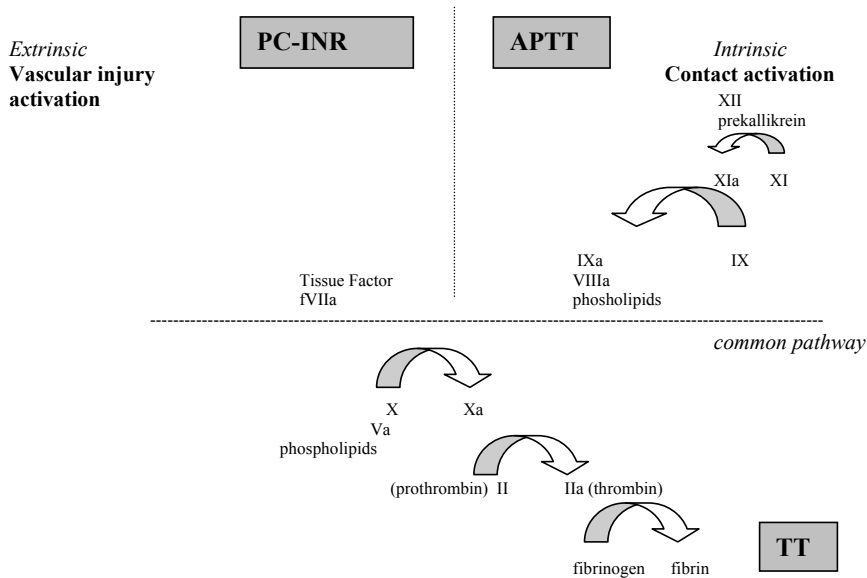 Extrinsic
Vascular injury
activation
PC-INR
APTT
Intrinsic
Contact activation
XII
prekallikrein
XIa XI
IXa IX
VIIIa
phosholipids
Tissue Factor
fVIIa
common pathway
X Xa
Va
phospholipids
(prothrombin) II IIa (thrombin)
fibrinogen fibrin
TT